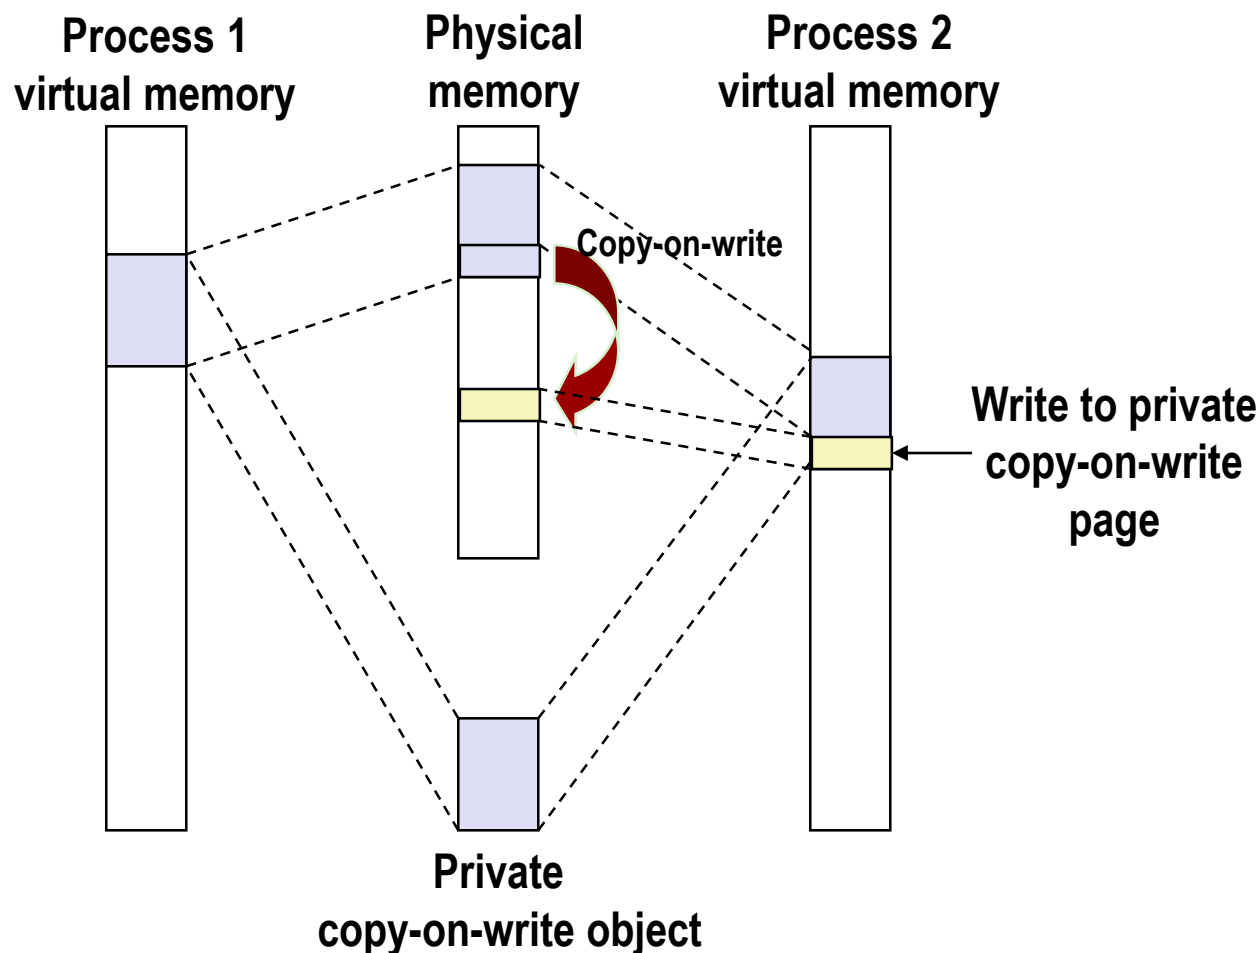 Process 1
virtual memory
Physical
memory
Process 2
virtual memory
Copy-on-write
Write to private
copy-on-write
page
Private
copy-on-write object